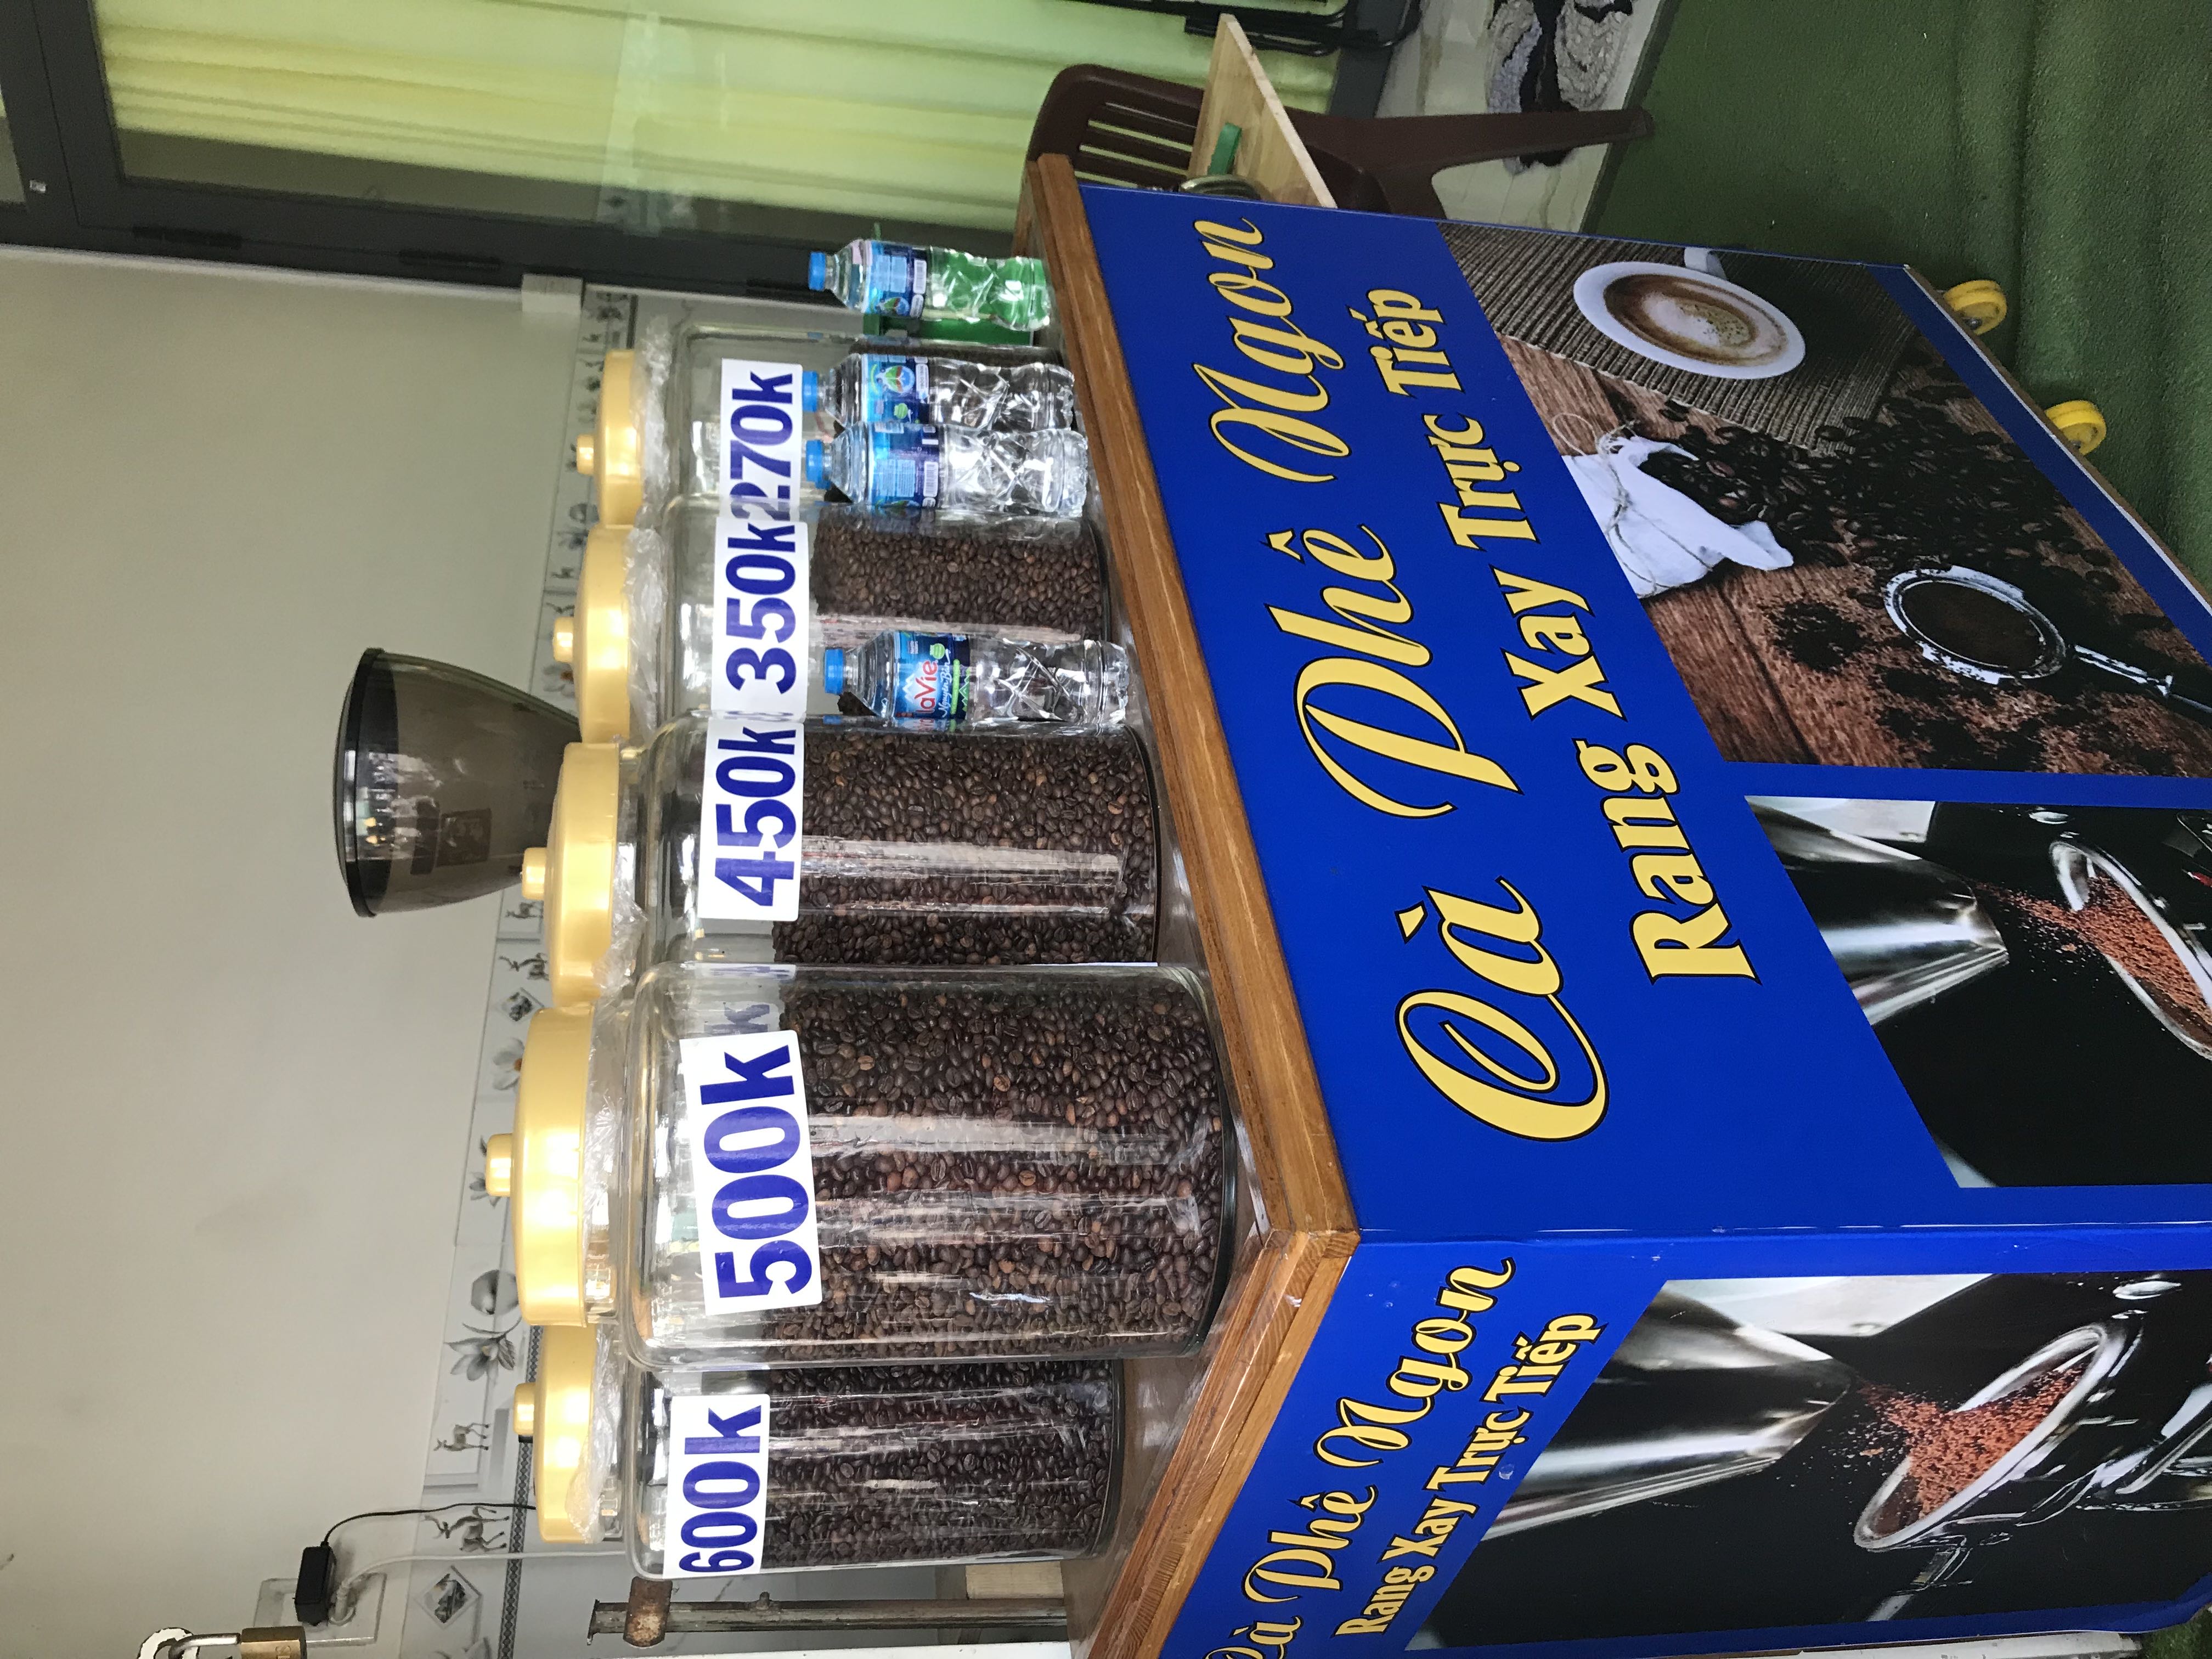 600k
500k
450k
350k
270k
LaVie
Cà Phê Ngon
Rang Xay Trực Tiếp
Cà Phê Ngon
Rang Xay Trực Tiếp